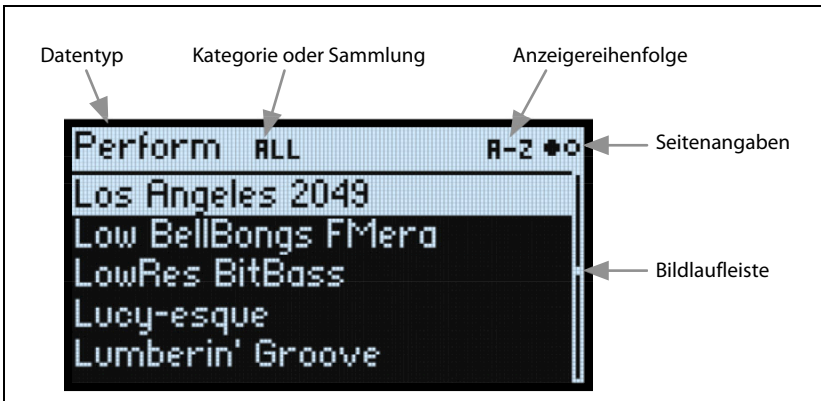 Datentyp Kategorie oder Sammlung Anzeigereihenfolge
Perform ALL A-Z
Seitenangaben
Los Angeles 2049
Low BellBongs FMera
LowRes BitBass
Bildlaufleiste
Lucy-esque
Lumberin' Groove